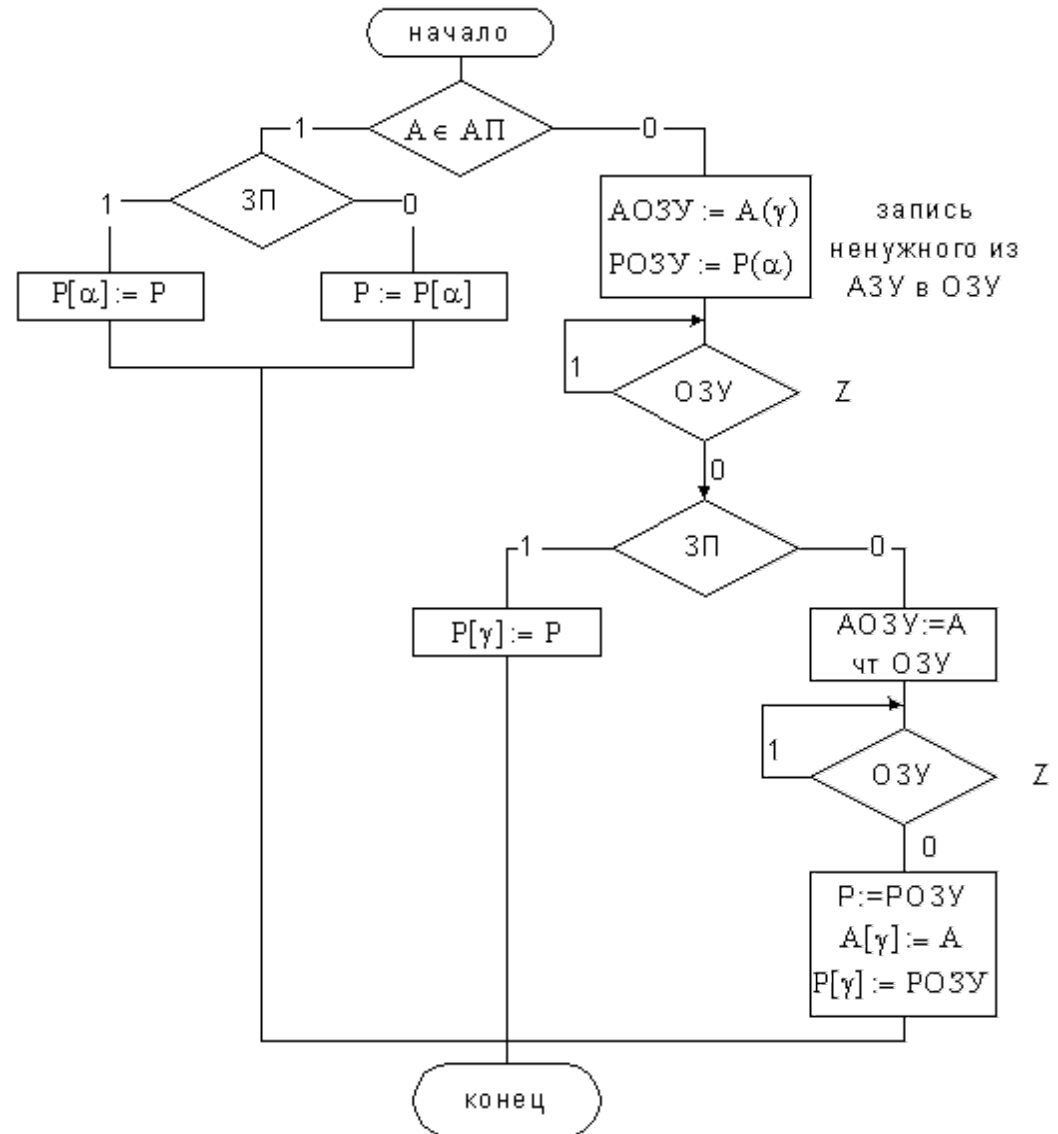 начало
A ∈ АП
1
0
ЗП
1
0
P[α] := P
P := P[α]
АОЗУ := A(γ)
РОЗУ := P(α)
запись
ненужного из
АЗУ в ОЗУ
1
ОЗУ
Z
0
ЗП
1
0
P[γ] := P
АОЗУ:=А
чт ОЗУ
1
ОЗУ
Z
0
Р:=РОЗУ
A[γ] := A
P[γ] := РОЗУ
конец